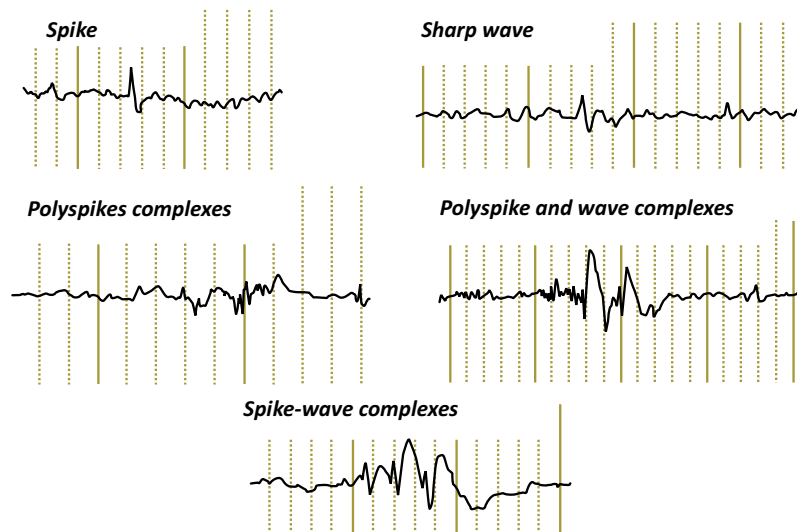 Spike
Sharp wave
Polyspikes complexes
Polyspike and wave complexes
Spike-wave complexes